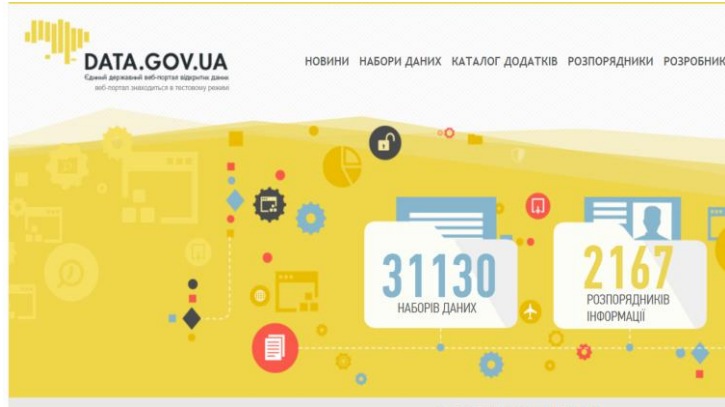 DATA.GOV.UA
Єдиний державний веб-портал відкритих даних
веб-портал знаходиться в тестовому режимі
НОВИНИ НАБОРИ ДАНИХ КАТАЛОГ ДОДАТКІВ РОЗПОРЯДНИКИ РОЗРОБНИК
31130
НАБОРІВ ДАНИХ
2167
РОЗПОРЯДНИКІВ
ІНФОРМАЦІЇ